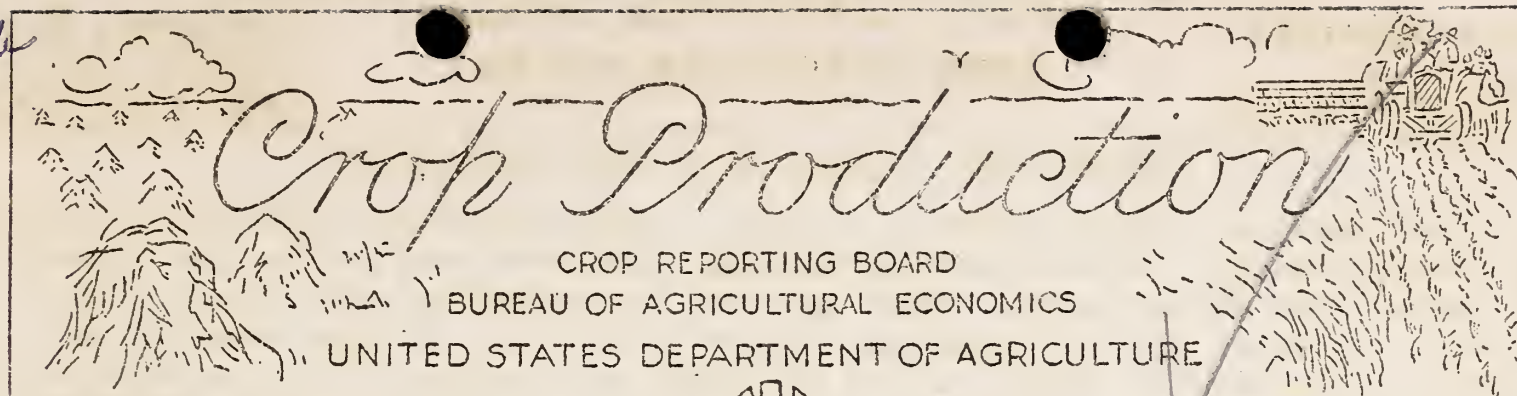 Crop Production
CROP REPORTING BOARD
BUREAU OF AGRICULTURAL ECONOMICS
UNITED STATES DEPARTMENT OF AGRICULTURE